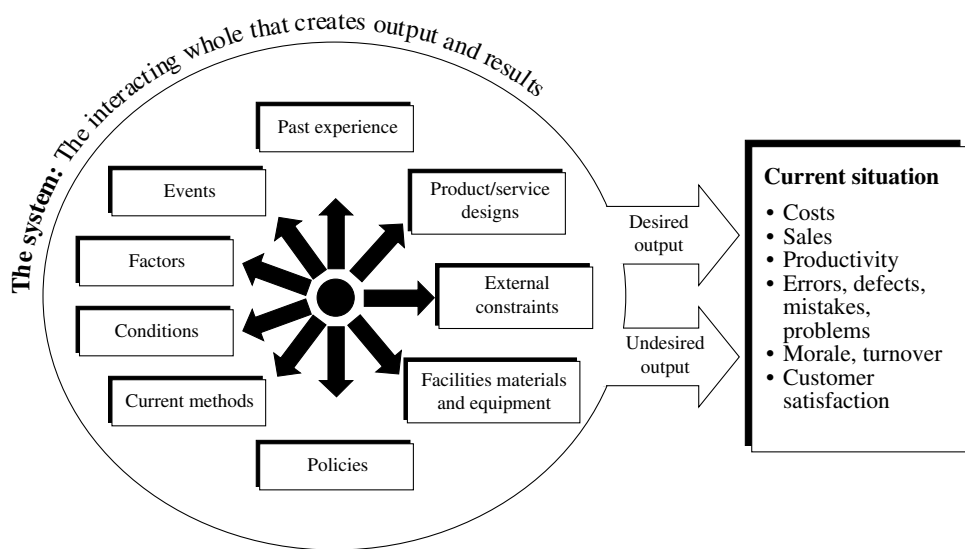 The system: The interacting whole that creates output and results
Past experience
Events
Product/service
designs
Factors
External
constraints
Conditions
Current methods
Facilities materials
and equipment
Policies
Desired
output
Undesired
output
Current situation
• Costs
• Sales
• Productivity
• Errors, defects,
mistakes,
problems
• Morale, turnover
• Customer
satisfaction